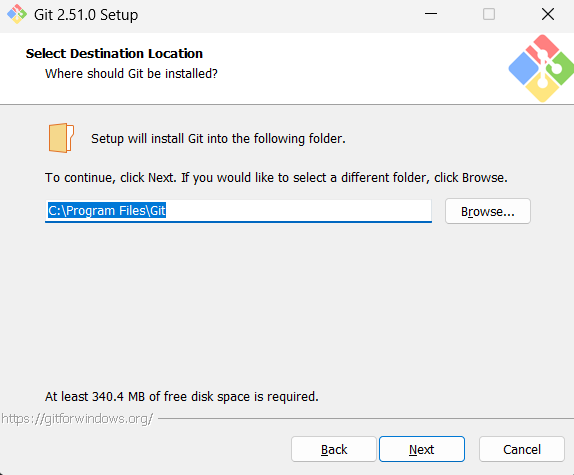 Git 2.51.0 Setup
Select Destination Location
Where should Git be installed?
Setup will install Git into the following folder.
To continue, click Next. If you would like to select a different folder, click Browse.
C:\Program Files\Git
Browse...
At least 340.4 MB of free disk space is required.
https://gitforwindows.org/
Back
Next
Cancel